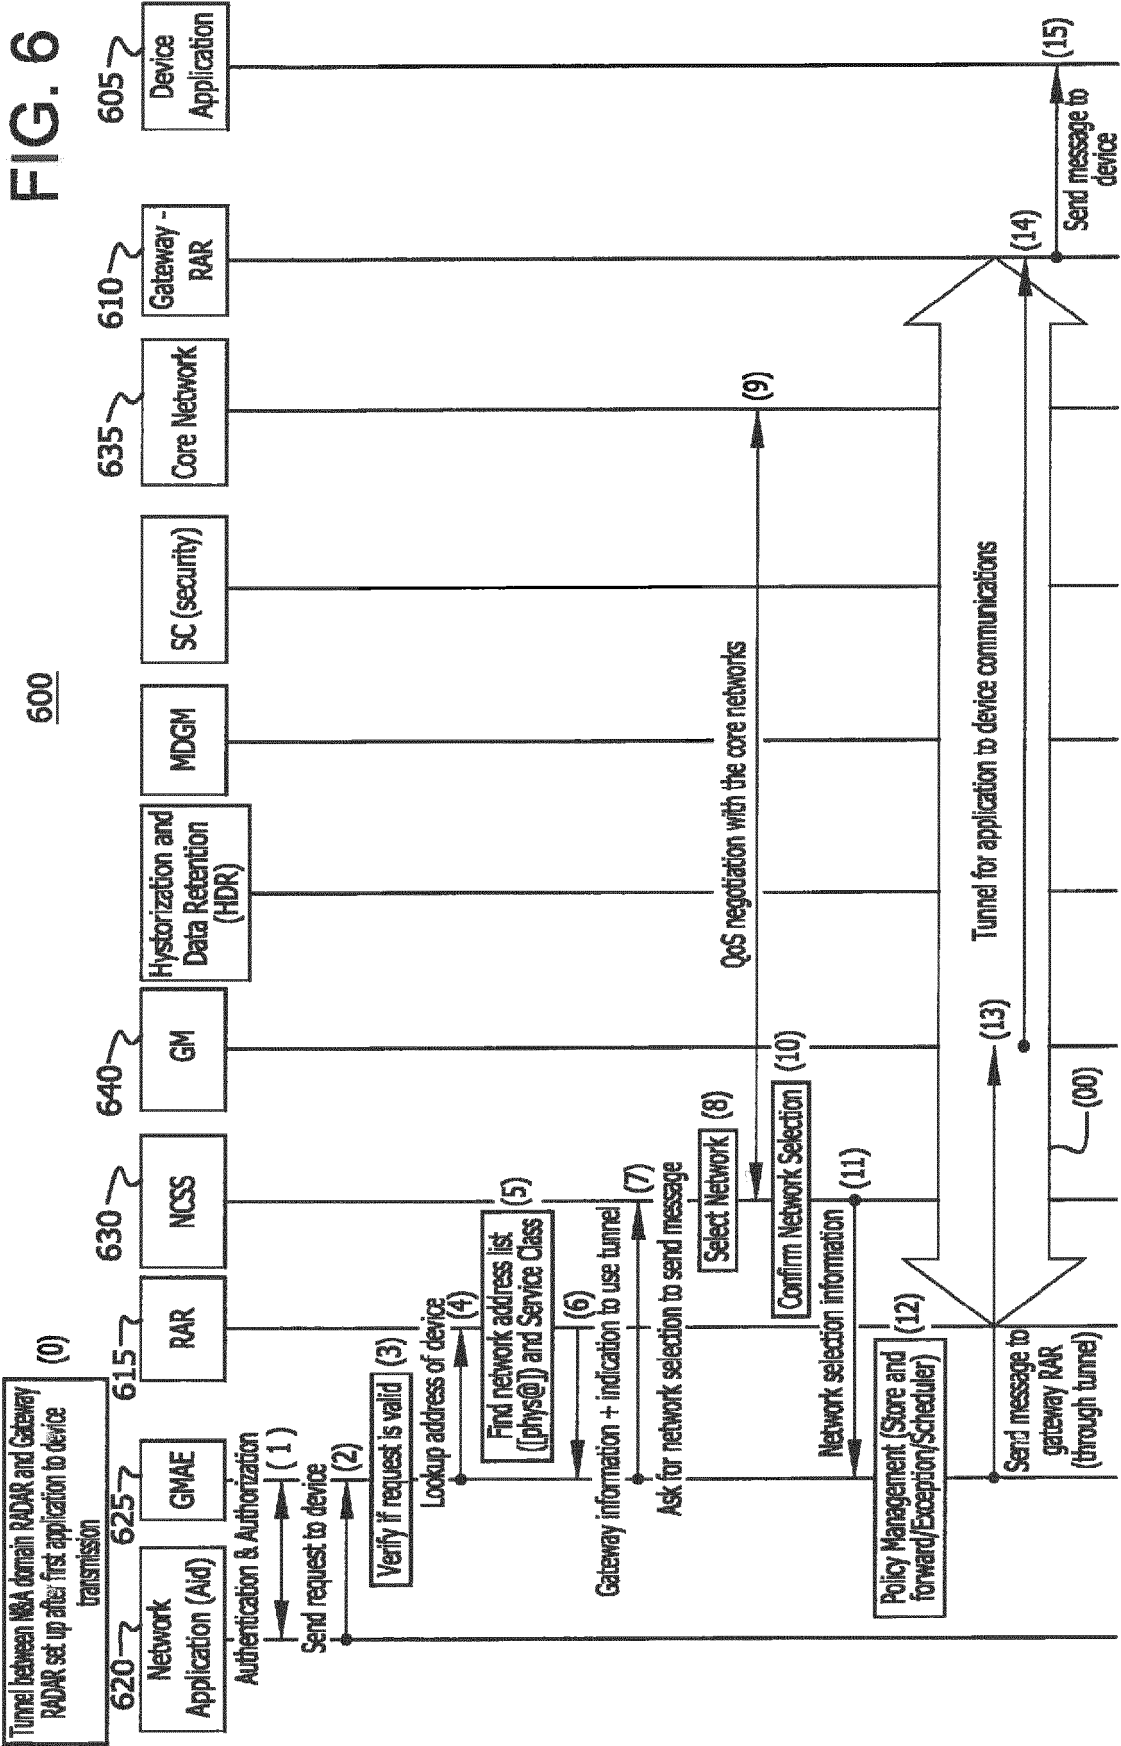 FIG. 6
600
Tunnel between N&A domain RADAR and Gateway
RADAR set up after first application to device
transmission
(0)
620
Network
Application (Aid)
625
GMAE
615
RAR
630
NCSS
640
GM
Hystorization and
Data Retention
(HDR)
MDGM
SC (security)
635
Core Network
610
Gateway -
RAR
605
Device
Application
Authentication & Authorization
(1)
Send request to device
(2)
Verify if request is valid
(3)
Lookup address of device
(4)
Find network address list
([phys@]) and Service Class
(5)
(6)
Gateway information + indication to use tunnel
(7)
Ask for network selection to send message
Select Network
(8)
QoS negotiation with the core networks
(9)
Confirm Network Selection
(10)
Network selection information
(11)
Policy Management (Store and
forward/Exception/Scheduler)
(12)
Tunnel for application to device communications
(13)
Send message to
gateway RAR
(through tunnel)
(00)
(14)
Send message to
device
(15)